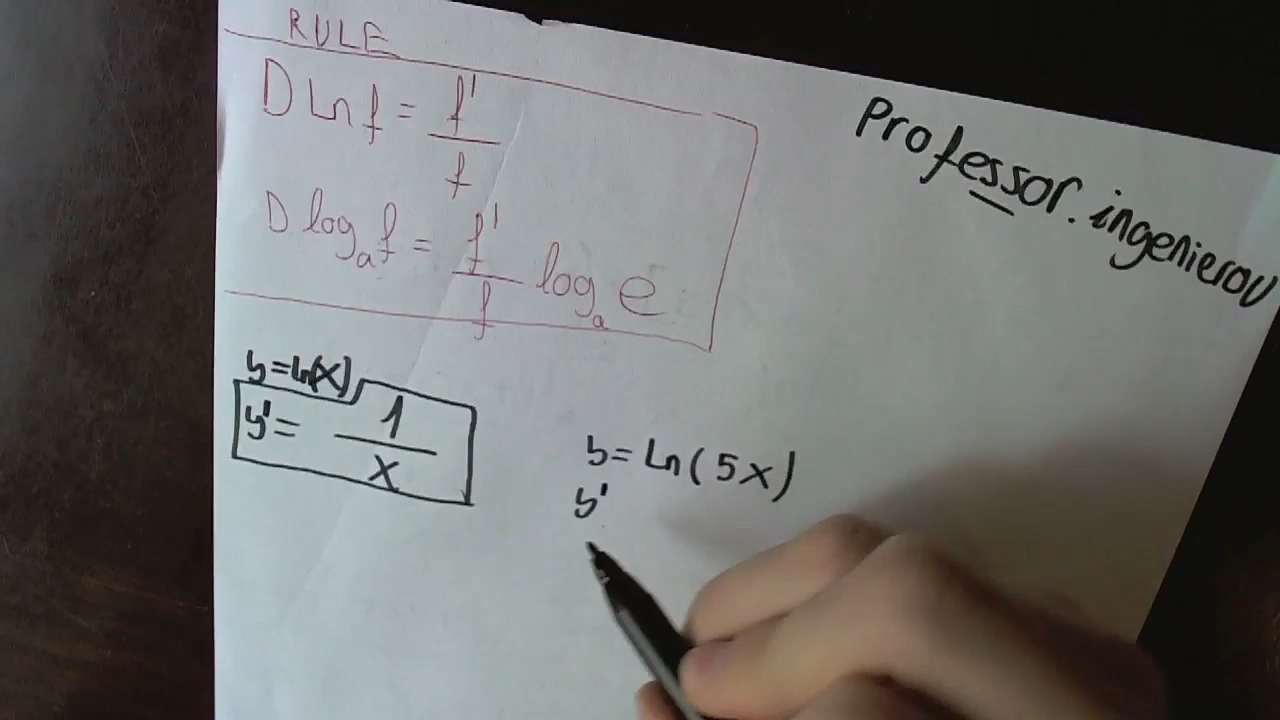 RULE
D Ln f = f'/f
D log_a f = f'/f log_a e
Professor.ingenierov
y=ln(x)
y'= 1/x
y=Ln(5x)
y'